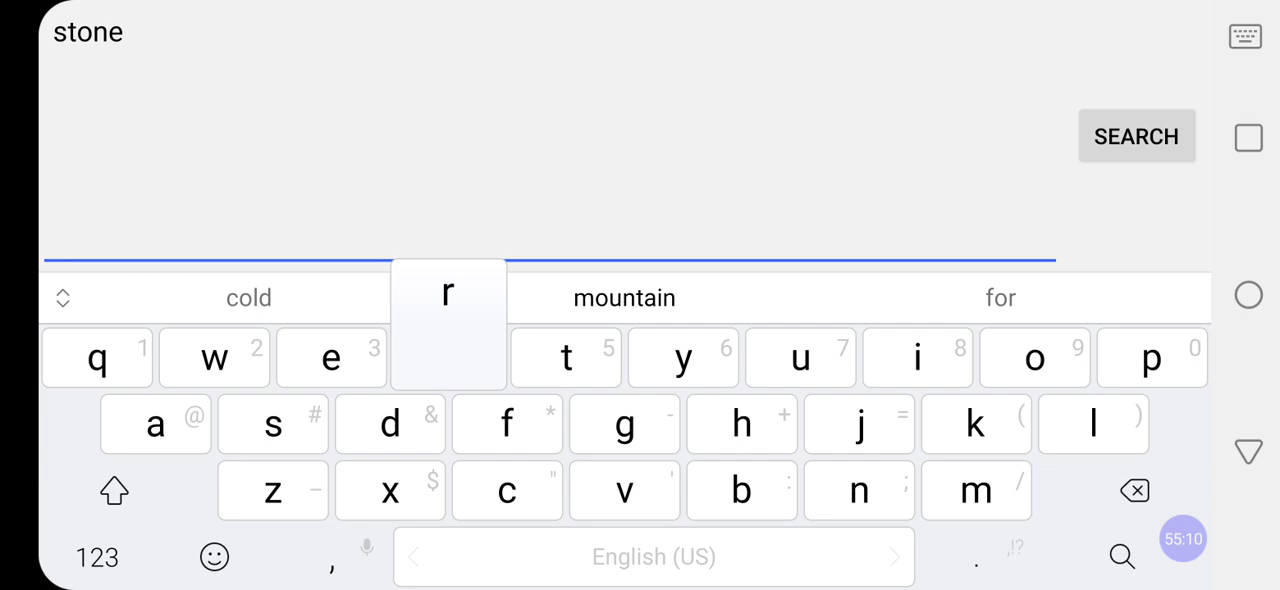 stone
SEARCH
cold r mountain for
q 1 w 2 e 3 t 5 y 6 u 7 i 8 o 9 p 0
a @ s # d & f * g - h + j = k ( l )
z _ x $ c " v ' b : n ; m /
123 , English (US) . ,!? 55:10